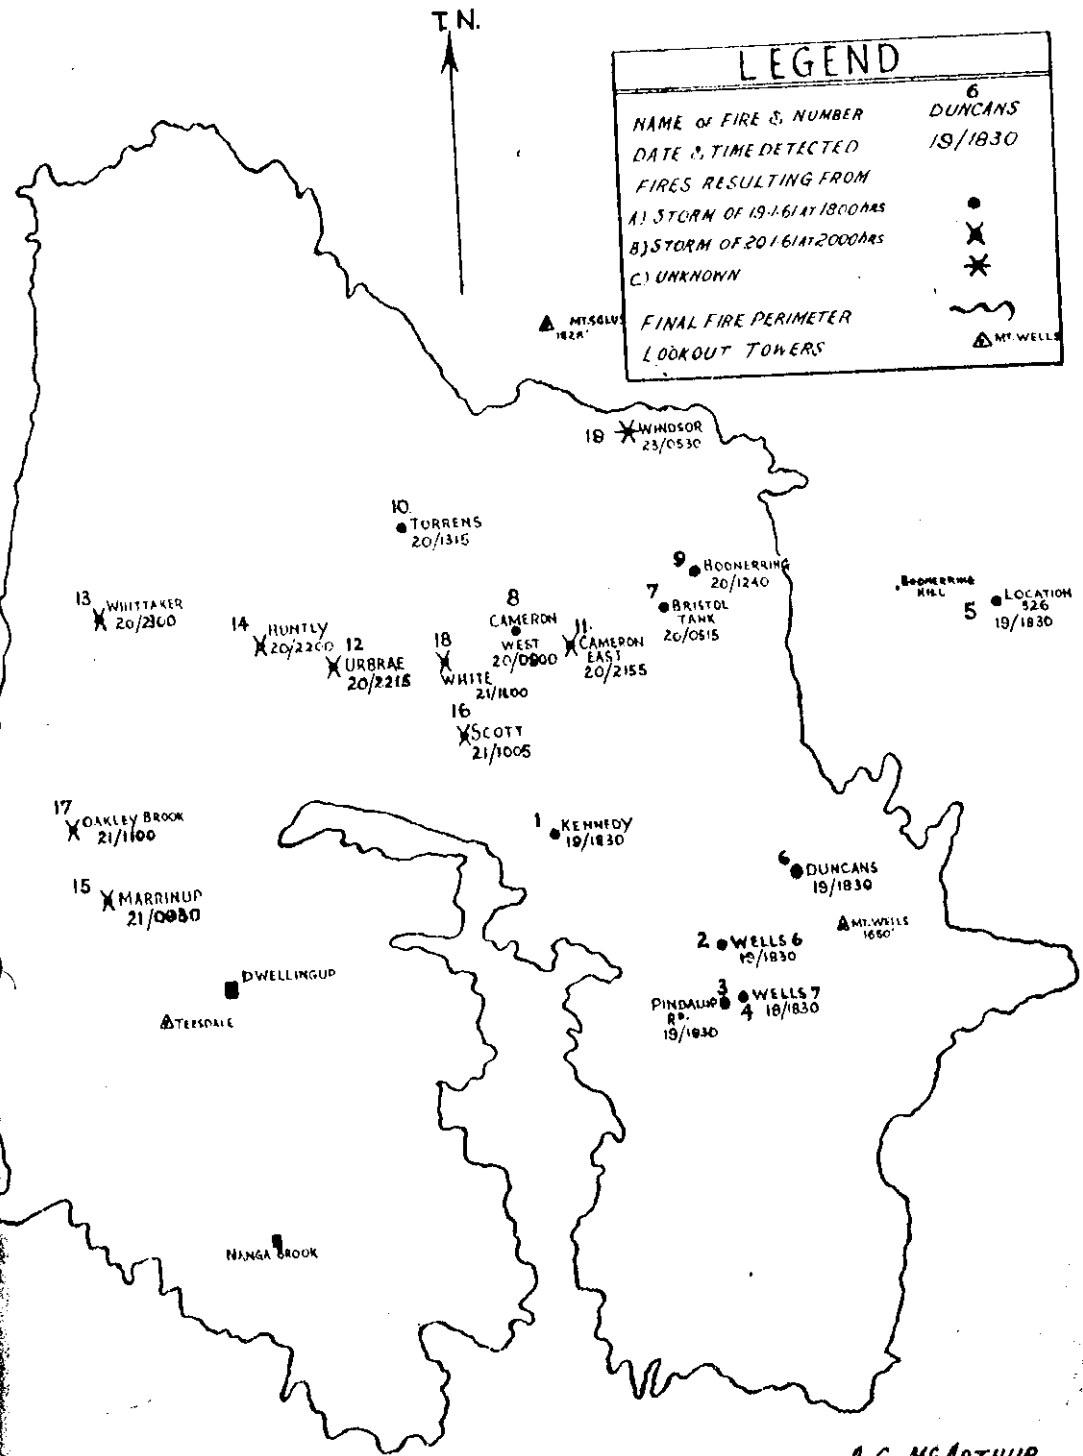 T.N.
LEGEND
NAME OF FIRE & NUMBER
6
DUNCANS
DATE & TIME DETECTED
19/1830
FIRES RESULTING FROM
A) STORM OF 19·1·61 AT 1800 hrs
B) STORM OF 20·1·61 AT 2000 hrs
C) UNKNOWN
FINAL FIRE PERIMETER
LOOKOUT TOWERS
MT. WELLS
MT. SOLUS
1828'
19
WINDSOR
23/0530
10.
TORRENS
20/1315
9
BOONERRING
20/1240
7
BRISTOL
TANK
20/0515
BOONERRING
HILL
5
LOCATION
526
19/1830
13
WHITTAKER
20/2300
14
HUNTLY
20/2200
12
URBRAE
20/2215
18
WHITE
21/1100
8
CAMERON
WEST
20/0900
11.
CAMERON
EAST
20/2155
16
SCOTT
21/1005
17
OAKLEY BROOK
21/1100
1
KENNEDY
19/1830
6
DUNCANS
19/1830
15
MARRINUP
21/0930
MT. WELLS
1650'
2
WELLS 6
19/1830
DWELLINGUP
3
PINDALUP
RD.
19/1830
WELLS 7
4
19/1830
TEESDALE
NANGA BROOK
A.G. McARTHUR